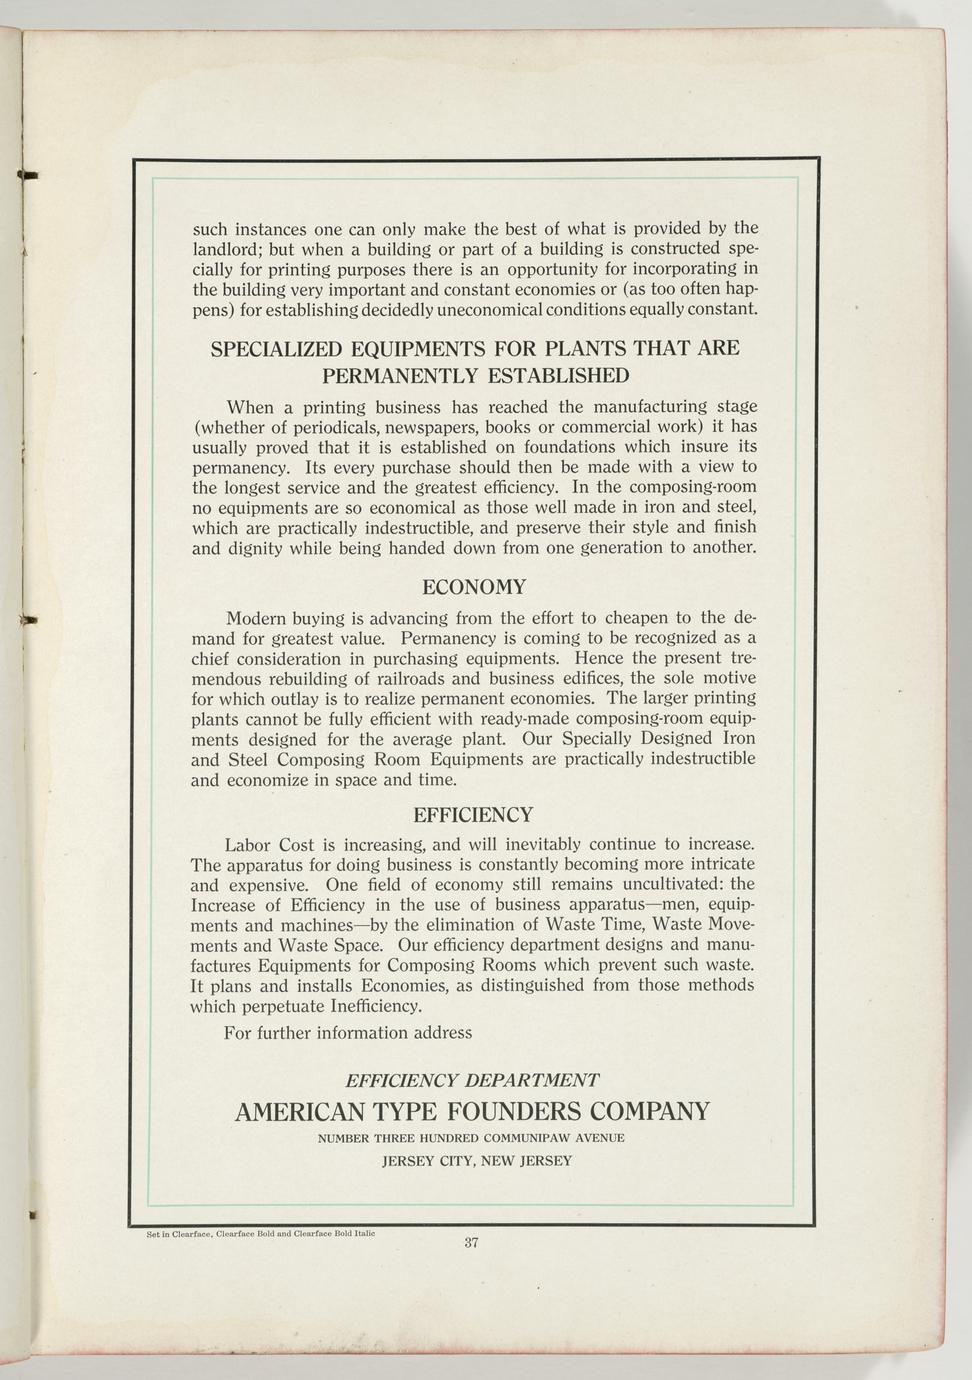 such instances one can only make the best of what is provided by the
landlord; but when a building or part of a building is constructed spe-
cially for printing purposes there is an opportunity for incorporating in
the building very important and constant economies or (as too often hap-
pens) for establishing decidedly uneconomical conditions equally constant.
SPECIALIZED EQUIPMENTS FOR PLANTS THAT ARE
PERMANENTLY ESTABLISHED
When a printing business has reached the manufacturing stage
(whether of periodicals, newspapers, books or commercial work) it has
usually proved that it is established on foundations which insure its
permanency. Its every purchase should then be made with a view to
the longest service and the greatest efficiency. In the composing-room
no equipments are so economical as those well made in iron and steel,
which are practically indestructible, and preserve their style and finish
and dignity while being handed down from one generation to another.
ECONOMY
Modern buying is advancing from the effort to cheapen to the de-
mand for greatest value. Permanency is coming to be recognized as a
chief consideration in purchasing equipments. Hence the present tre-
mendous rebuilding of railroads and business edifices, the sole motive
for which outlay is to realize permanent economies. The larger printing
plants cannot be fully efficient with ready-made composing-room equip-
ments designed for the average plant. Our Specially Designed Iron
and Steel Composing Room Equipments are practically indestructible
and economize in space and time.
EFFICIENCY
Labor Cost is increasing, and will inevitably continue to increase.
The apparatus for doing business is constantly becoming more intricate
and expensive. One field of economy still remains uncultivated: the
Increase of Efficiency in the use of business apparatus—men, equip-
ments and machines—by the elimination of Waste Time, Waste Move-
ments and Waste Space. Our efficiency department designs and manu-
factures Equipments for Composing Rooms which prevent such waste.
It plans and installs Economies, as distinguished from those methods
which perpetuate Inefficiency.
For further information address
EFFICIENCY DEPARTMENT
AMERICAN TYPE FOUNDERS COMPANY
NUMBER THREE HUNDRED COMMUNIPAW AVENUE
JERSEY CITY, NEW JERSEY
Set in Clearface, Clearface Bold and Clearface Bold Italic
37